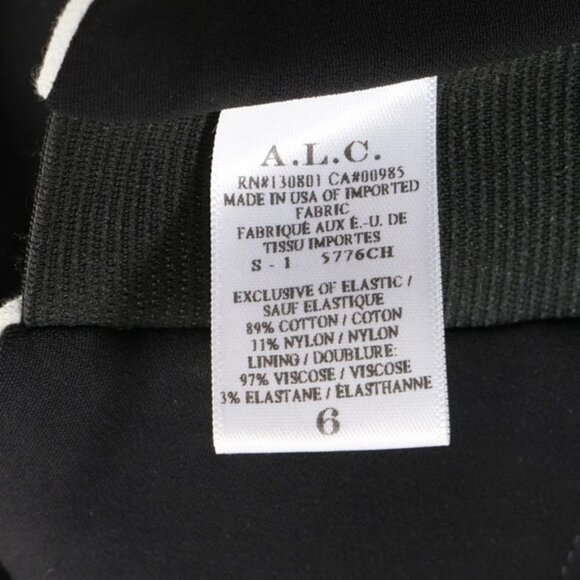 A.L.C.
RN#130801 CA#00985
MADE IN USA OF IMPORTED
FABRIC
FABRIQUÉ AUX É.-U. DE
TISSU IMPORTES
S - 1 5776CH
EXCLUSIVE OF ELASTIC /
SAUF ELASTIQUE
89% COTTON / COTON
11% NYLON / NYLON
LINING / DOUBLURE:
97% VISCOSE / VISCOSE
3% ELASTANE / ÉLASTHANNE
6